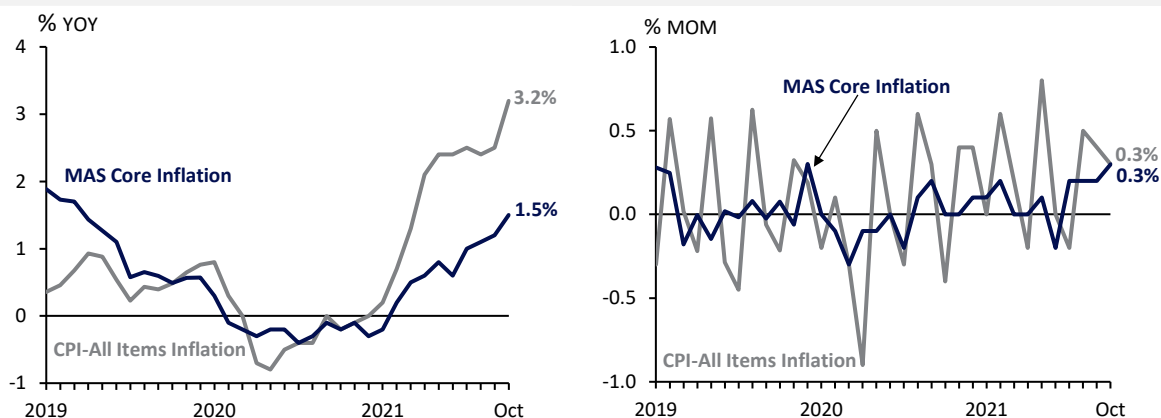 % YOY
4
3
2
1
0
-1
3.2%
MAS Core Inflation
1.5%
CPI-All Items Inflation
2019
2020
2021
Oct
% MOM
1.0
0.5
0.0
-0.5
-1.0
MAS Core Inflation
0.3%
0.3%
CPI-All Items Inflation
2019
2020
2021
Oct